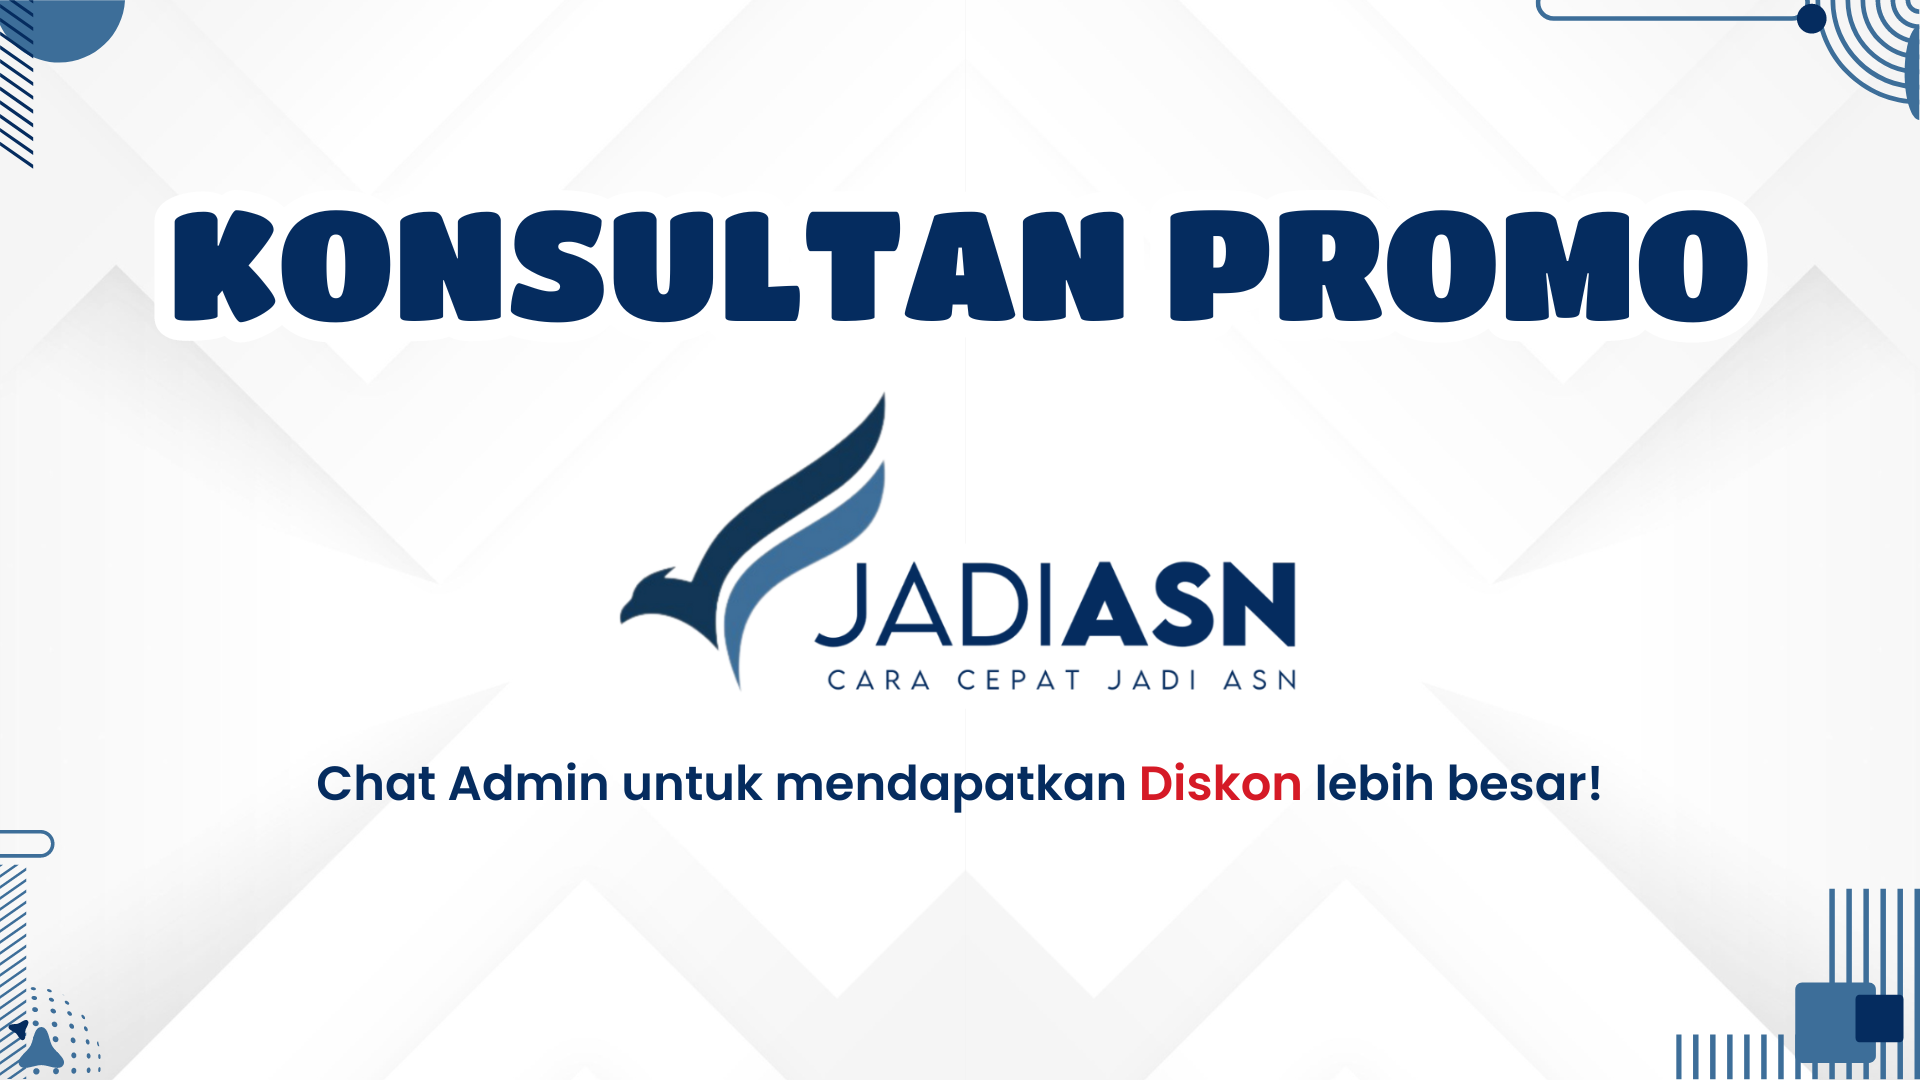 KONSULTAN PROMO
JADIASN
CARA CEPAT JADI ASN
Chat Admin untuk mendapatkan Diskon lebih besar!